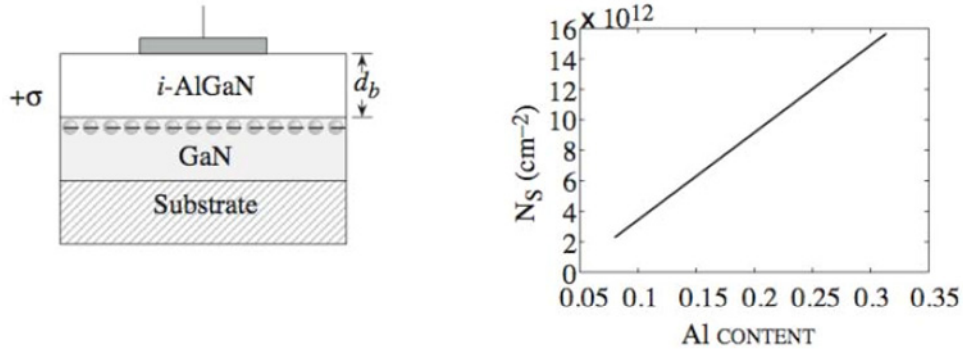 i-AlGaN
d_b
+σ
GaN
Substrate
16 x 10^12
14
12
10
8
6
4
2
0
N_S (cm^−2)
0.05 0.1 0.15 0.2 0.25 0.3 0.35
Al CONTENT